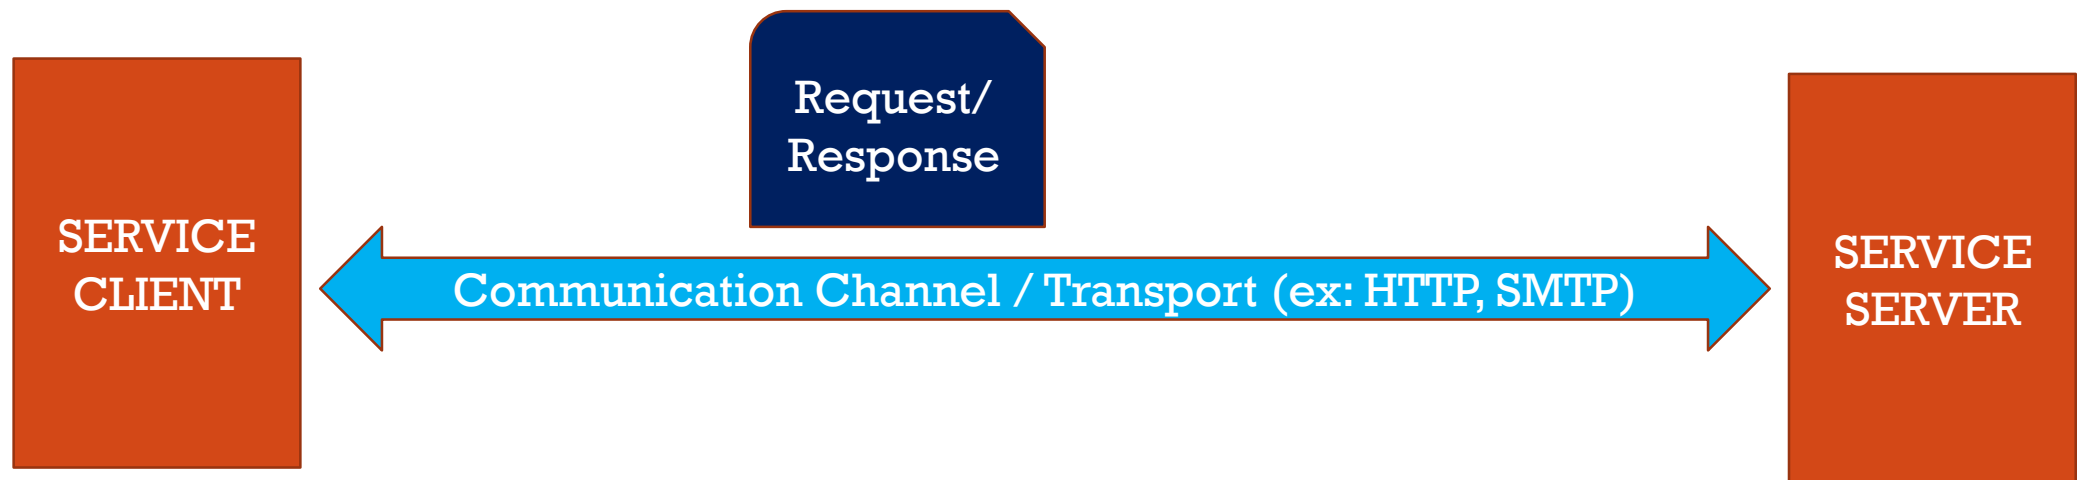 Request/
Response
SERVICE
CLIENT
Communication Channel / Transport (ex: HTTP, SMTP)
SERVICE
SERVER